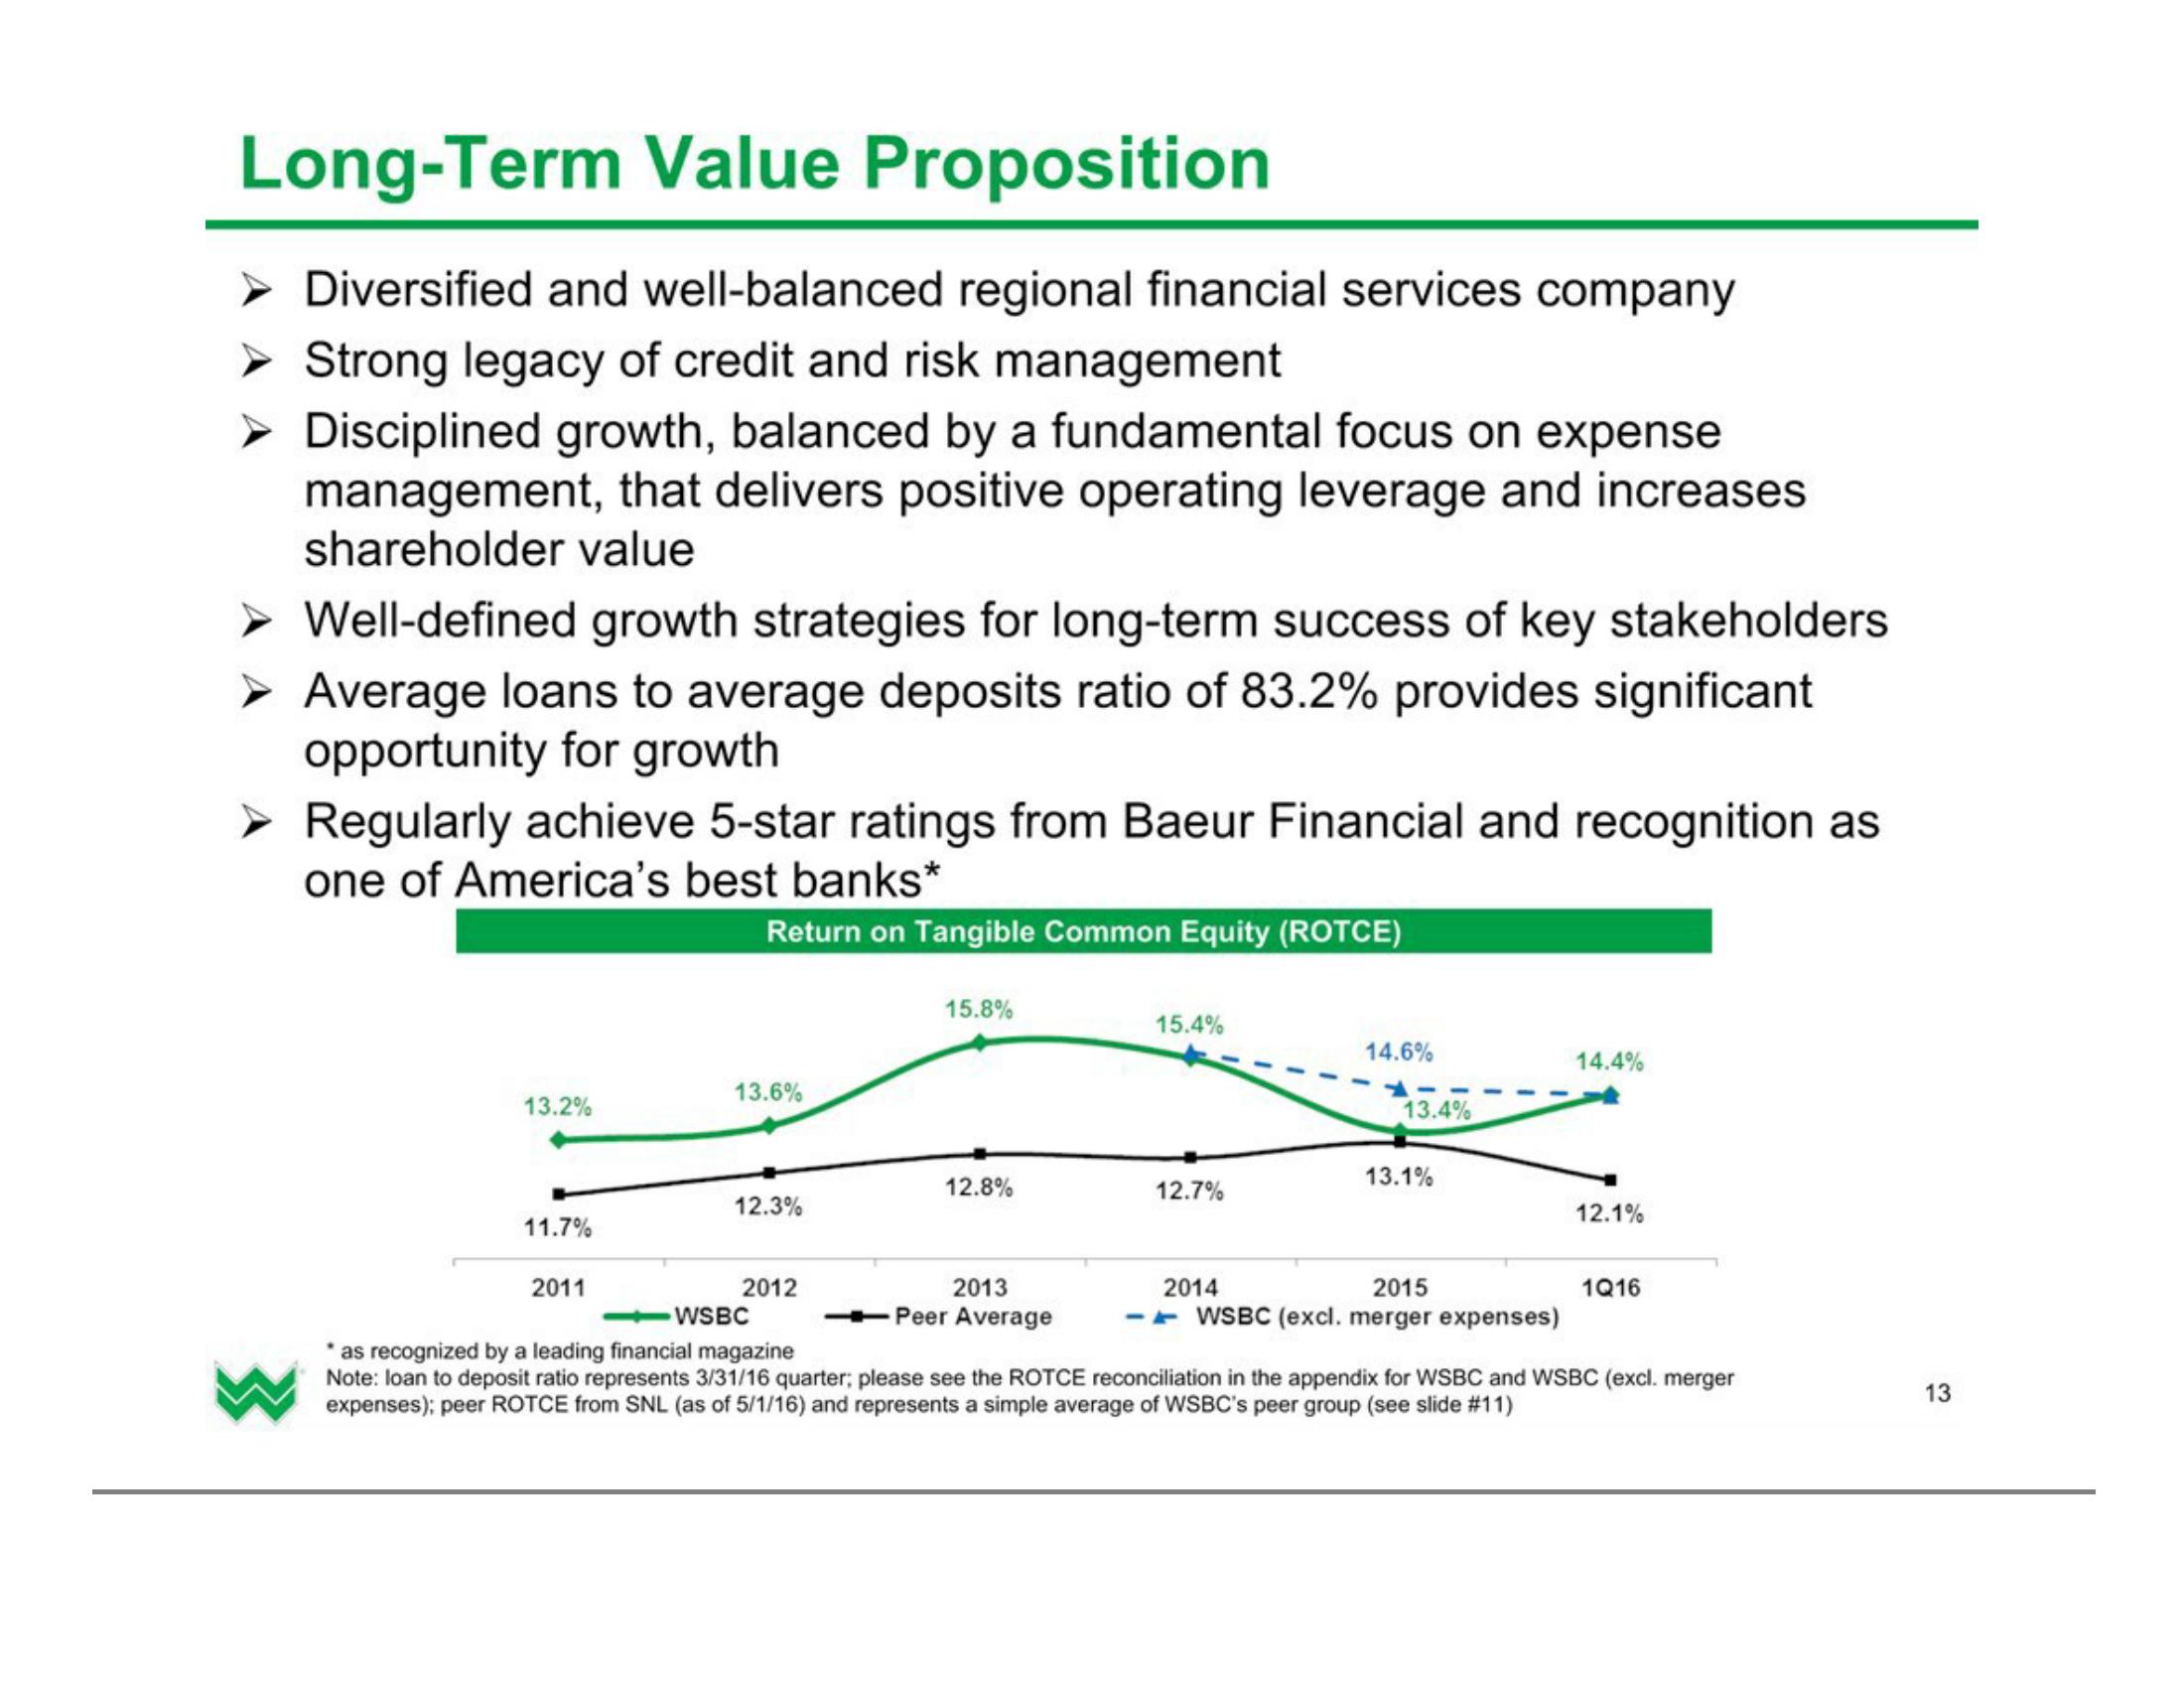 Long-Term Value Proposition
➢ Diversified and well-balanced regional financial services company
➢ Strong legacy of credit and risk management
➢ Disciplined growth, balanced by a fundamental focus on expense
management, that delivers positive operating leverage and increases
shareholder value
➢ Well-defined growth strategies for long-term success of key stakeholders
➢ Average loans to average deposits ratio of 83.2% provides significant
opportunity for growth
➢ Regularly achieve 5-star ratings from Baeur Financial and recognition as
one of America's best banks*
Return on Tangible Common Equity (ROTCE)
15.8%
15.4%
14.6%
14.4%
13.6%
13.2%
13.4%
13.1%
12.8%
12.7%
12.3%
12.1%
11.7%
2011 2012 2013 2014 2015 1Q16
WSBC Peer Average WSBC (excl. merger expenses)
* as recognized by a leading financial magazine
Note: loan to deposit ratio represents 3/31/16 quarter; please see the ROTCE reconciliation in the appendix for WSBC and WSBC (excl. merger
expenses); peer ROTCE from SNL (as of 5/1/16) and represents a simple average of WSBC's peer group (see slide #11)
13